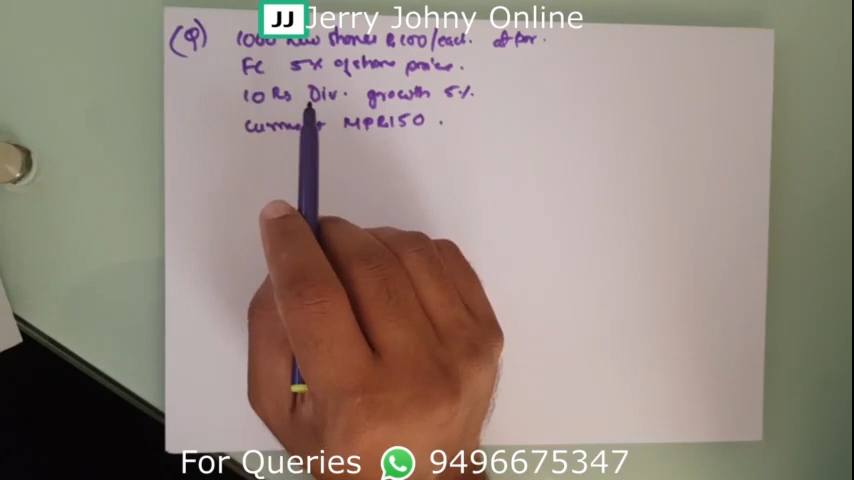 JJ Jerry Johny Online
(Q) 1000 new shares ₹100/each. at par.
FC 5% of share price.
10 Rs Div. growth 5%.
Current MP ₹150.
For Queries 9496675347